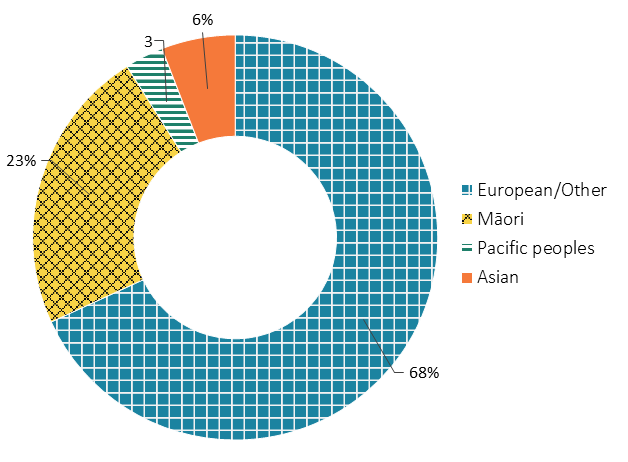 6%
3
23%
68%
European/Other
Māori
Pacific peoples
Asian